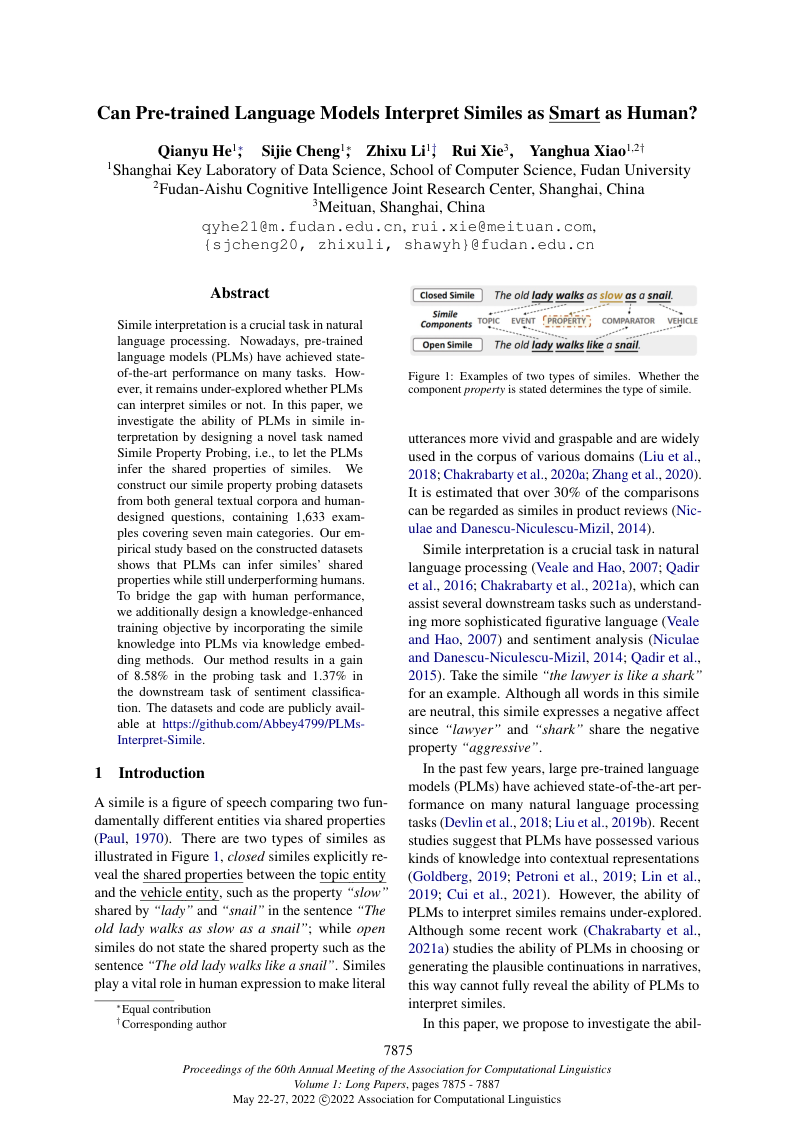 Can Pre-trained Language Models Interpret Similes as Smart as Human?
Qianyu He1∗, Sijie Cheng1∗, Zhixu Li1†, Rui Xie3, Yanghua Xiao1,2†
1Shanghai Key Laboratory of Data Science, School of Computer Science, Fudan University
2Fudan-Aishu Cognitive Intelligence Joint Research Center, Shanghai, China
3Meituan, Shanghai, China
qyhe21@m.fudan.edu.cn, rui.xie@meituan.com,
{sjcheng20, zhixuli, shawyh}@fudan.edu.cn
Abstract
Simile interpretation is a crucial task in natural
language processing. Nowadays, pre-trained
language models (PLMs) have achieved state-
of-the-art performance on many tasks. How-
ever, it remains under-explored whether PLMs
can interpret similes or not. In this paper, we
investigate the ability of PLMs in simile in-
terpretation by designing a novel task named
Simile Property Probing, i.e., to let the PLMs
infer the shared properties of similes. We
construct our simile property probing datasets
from both general textual corpora and human-
designed questions, containing 1,633 exam-
ples covering seven main categories. Our em-
pirical study based on the constructed datasets
shows that PLMs can infer similes' shared
properties while still underperforming humans.
To bridge the gap with human performance,
we additionally design a knowledge-enhanced
training objective by incorporating the simile
knowledge into PLMs via knowledge embed-
ding methods. Our method results in a gain
of 8.58% in the probing task and 1.37% in
the downstream task of sentiment classifica-
tion. The datasets and code are publicly avail-
able at https://github.com/Abbey4799/PLMs-
Interpret-Simile.
1 Introduction
A simile is a figure of speech comparing two fun-
damentally different entities via shared properties
(Paul, 1970). There are two types of similes as
illustrated in Figure 1, closed similes explicitly re-
veal the shared properties between the topic entity
and the vehicle entity, such as the property “slow”
shared by “lady” and “snail” in the sentence “The
old lady walks as slow as a snail”; while open
similes do not state the shared property such as the
sentence “The old lady walks like a snail”. Similes
play a vital role in human expression to make literal
∗Equal contribution
†Corresponding author
Closed Simile The old lady walks as slow as a snail.
Simile
Components TOPIC EVENT PROPERTY COMPARATOR VEHICLE
Open Simile The old lady walks like a snail.
Figure 1: Examples of two types of similes. Whether the
component property is stated determines the type of simile.
utterances more vivid and graspable and are widely
used in the corpus of various domains (Liu et al.,
2018; Chakrabarty et al., 2020a; Zhang et al., 2020).
It is estimated that over 30% of the comparisons
can be regarded as similes in product reviews (Nic-
ulae and Danescu-Niculescu-Mizil, 2014).
Simile interpretation is a crucial task in natural
language processing (Veale and Hao, 2007; Qadir
et al., 2016; Chakrabarty et al., 2021a), which can
assist several downstream tasks such as understand-
ing more sophisticated figurative language (Veale
and Hao, 2007) and sentiment analysis (Niculae
and Danescu-Niculescu-Mizil, 2014; Qadir et al.,
2015). Take the simile “the lawyer is like a shark”
for an example. Although all words in this simile
are neutral, this simile expresses a negative affect
since “lawyer” and “shark” share the negative
property “aggressive”.
In the past few years, large pre-trained language
models (PLMs) have achieved state-of-the-art per-
formance on many natural language processing
tasks (Devlin et al., 2018; Liu et al., 2019b). Recent
studies suggest that PLMs have possessed various
kinds of knowledge into contextual representations
(Goldberg, 2019; Petroni et al., 2019; Lin et al.,
2019; Cui et al., 2021). However, the ability of
PLMs to interpret similes remains under-explored.
Although some recent work (Chakrabarty et al.,
2021a) studies the ability of PLMs in choosing or
generating the plausible continuations in narratives,
this way cannot fully reveal the ability of PLMs to
interpret similes.
In this paper, we propose to investigate the abil-
7875
Proceedings of the 60th Annual Meeting of the Association for Computational Linguistics
Volume 1: Long Papers, pages 7875 - 7887
May 22-27, 2022 ©2022 Association for Computational Linguistics